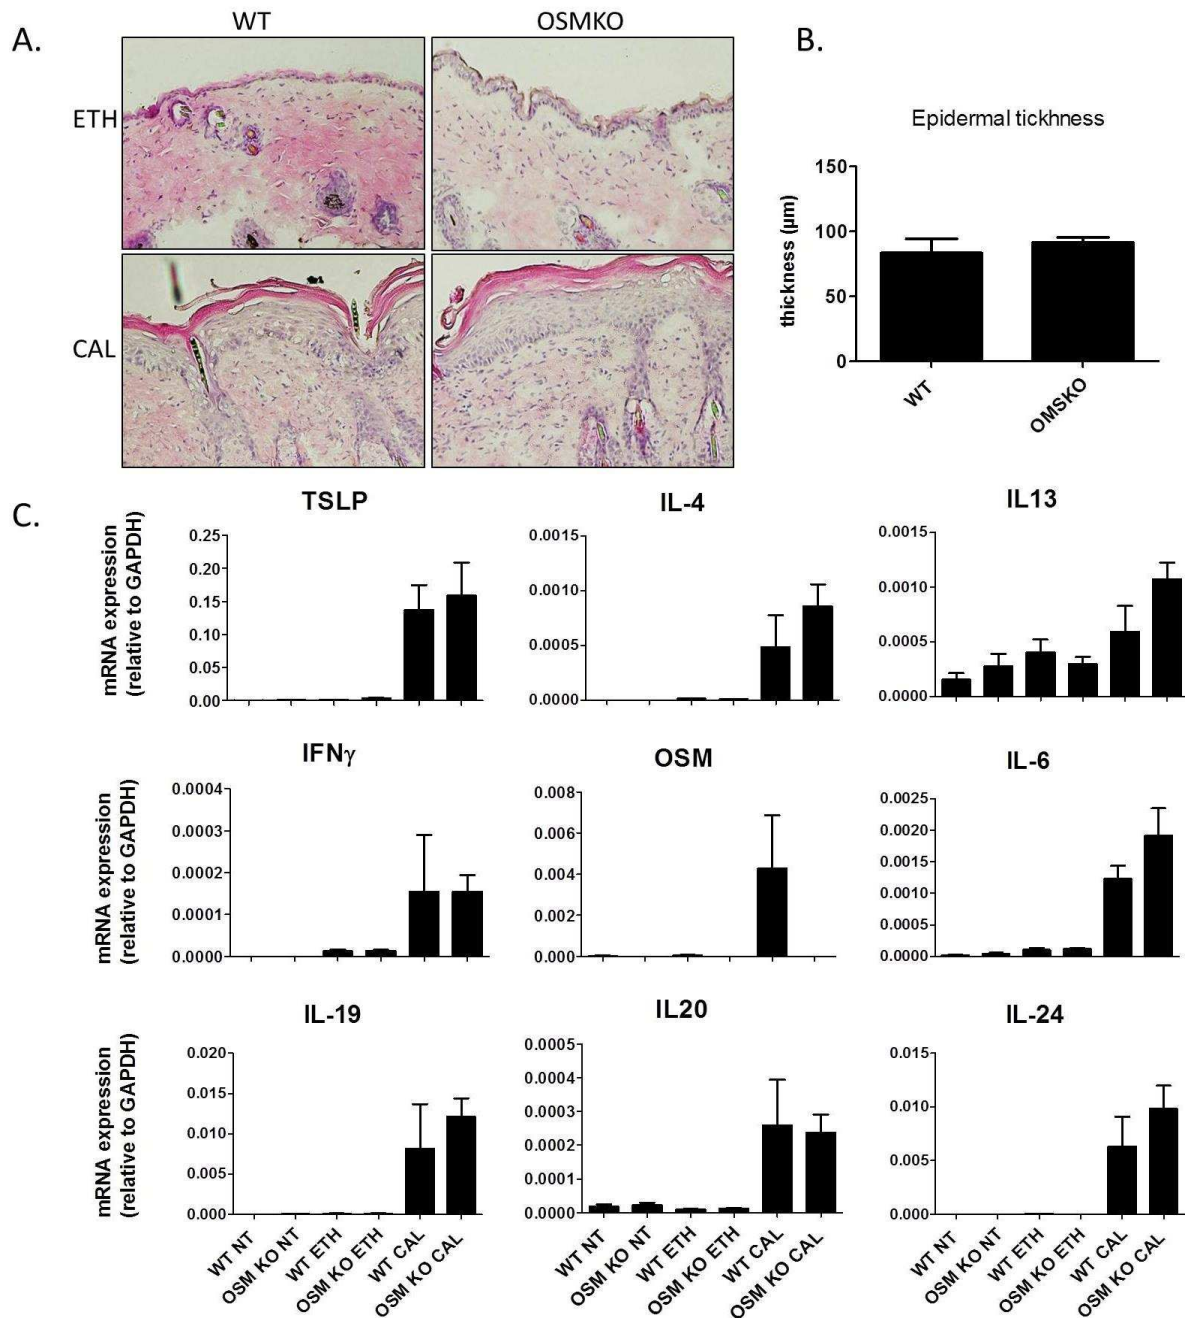 A.
WT
OSMKO
ETH
CAL
B.
Epidermal tickhness
thickness (µm)
150
100
50
0
WT
OMSKO
C.
TSLP
mRNA expression
(relative to GAPDH)
0.25
0.20
0.15
0.10
0.05
0.00
IL-4
0.0015
0.0010
0.0005
0.0000
IL13
0.0015
0.0010
0.0005
0.0000
IFNγ
mRNA expression
(relative to GAPDH)
0.0004
0.0003
0.0002
0.0001
0.0000
OSM
0.008
0.006
0.004
0.002
0.000
IL-6
0.0025
0.0020
0.0015
0.0010
0.0005
0.0000
IL-19
mRNA expression
(relative to GAPDH)
0.020
0.015
0.010
0.005
0.000
WT NT
OSM KO NT
WT ETH
OSM KO ETH
WT CAL
OSM KO CAL
IL20
0.0005
0.0004
0.0003
0.0002
0.0001
0.0000
WT NT
OSM KO NT
WT ETH
OSM KO ETH
WT CAL
OSM KO CAL
IL-24
0.015
0.010
0.005
0.000
WT NT
OSM KO NT
WT ETH
OSM KO ETH
WT CAL
OSM KO CAL